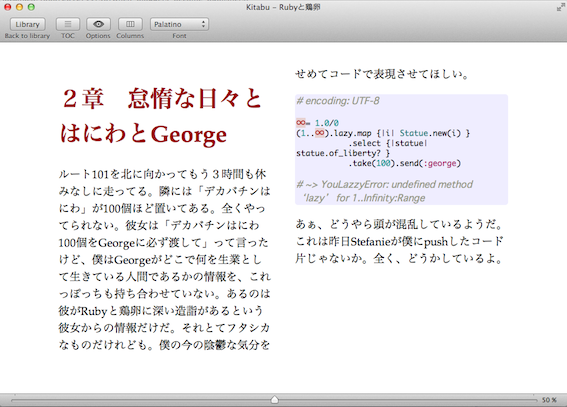 Kitabu – Rubyと鶏卵
Library
Palatino
Back to library
TOC
Options
Columns
Font
２章　怠惰な日々と
はにわとGeorge
ルート101を北に向かってもう３時間も休
みなしに走ってる。隣には「デカバチンは
にわ」が100個ほど置いてある。全くやっ
てられない。彼女は「デカバチンはにわ
100個をGeorgeに必ず渡して」って言った
けど、僕はGeorgeがどこで何を生業とし
て生きている人間であるかの情報を、これ
っぽっちも持ち合わせていない。あるのは
彼がRubyと鶏卵に深い造詣があるという
彼女からの情報だけだ。それとてフタシカ
なものだけれども。僕の今の陰鬱な気分を
せめてコードで表現させてほしい。
# encoding: UTF-8
∞= 1.0/0
(1..∞).lazy.map {|i| Statue.new(i) }
.select {|statue|
statue.of_liberty? }
.take(100).send(:george)
# ~> YouLazzyError: undefined method
‘lazy’ for 1..Infinity:Range
あぁ、どうやら頭が混乱しているようだ。
これは昨日Stefanieが僕にpushしたコード
片じゃないか。全く、どうかしているよ。
50 %